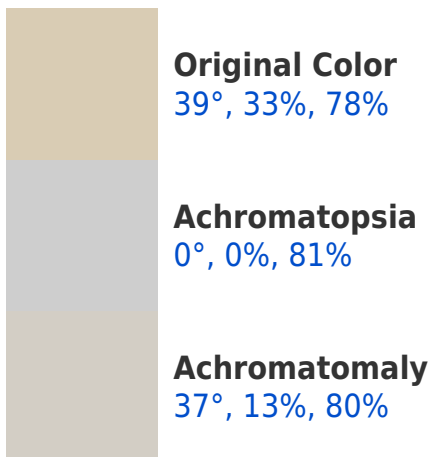 Original Color
39°, 33%, 78%
Achromatopsia
0°, 0%, 81%
Achromatomaly
37°, 13%, 80%